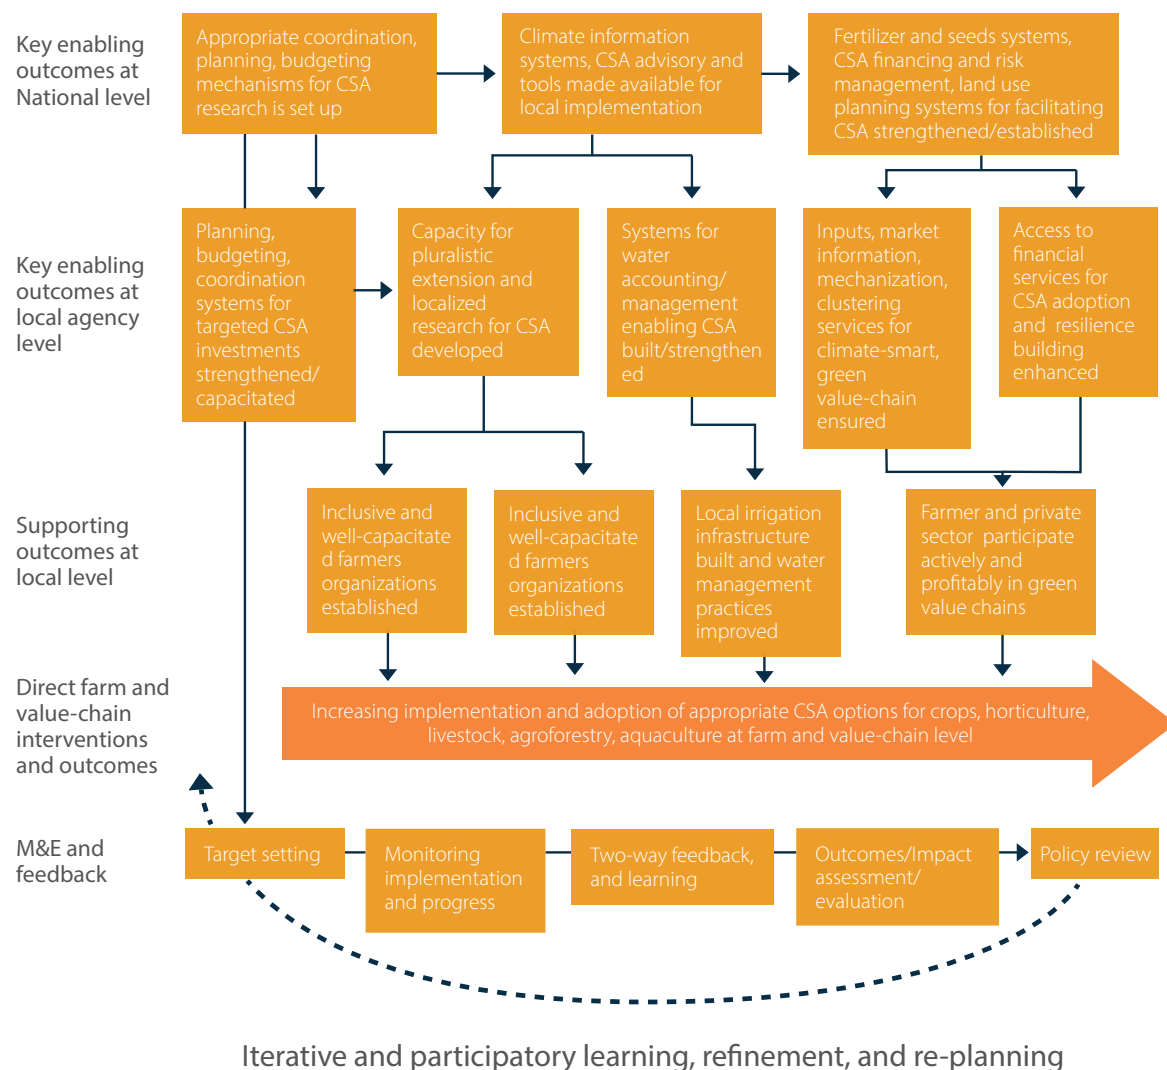 Key enabling
outcomes at
National level
Appropriate coordination,
planning, budgeting
mechanisms for CSA
research is set up
Climate information
systems, CSA advisory and
tools made available for
local implementation
Fertilizer and seeds systems,
CSA financing and risk
management, land use
planning systems for facilitating
CSA strengthened/established
Key enabling
outcomes at
local agency
level
Planning,
budgeting,
coordination
systems for
targeted CSA
investments
strengthened/
capacitated
Capacity for
pluralistic
extension and
localized
research for CSA
developed
Systems for
water
accounting/
management
enabling CSA
built/strengthen
ed
Inputs, market
information,
mechanization,
clustering
services for
climate-smart,
green
value-chain
ensured
Access to
financial
services for
CSA adoption
and resilience
building
enhanced
Supporting
outcomes at
local level
Inclusive and
well-capacitate
d farmers
organizations
established
Inclusive and
well-capacitate
d farmers
organizations
established
Local irrigation
infrastructure
built and water
management
practices
improved
Farmer and private
sector participate
actively and
profitably in green
value chains
Direct farm and
value-chain
interventions
and outcomes
Increasing implementation and adoption of appropriate CSA options for crops, horticulture,
livestock, agroforestry, aquaculture at farm and value-chain level
M&E and
feedback
Target setting
Monitoring
implementation
and progress
Two-way feedback,
and learning
Outcomes/Impact
assessment/
evaluation
Policy review
Iterative and participatory learning, refinement, and re-planning